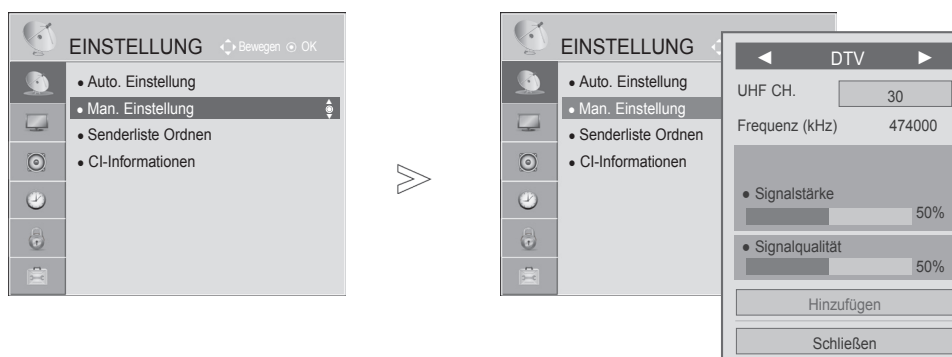 EINSTELLUNG Bewegen OK
• Auto. Einstellung
• Man. Einstellung
• Senderliste Ordnen
• CI-Informationen
>
EINSTELLUNG
• Auto. Einstellung
• Man. Einstellung
• Senderliste Ordnen
• CI-Informationen
◄ DTV ►
UHF CH. 30
Frequenz (kHz) 474000
• Signalstärke
50%
• Signalqualität
50%
Hinzufügen
Schließen